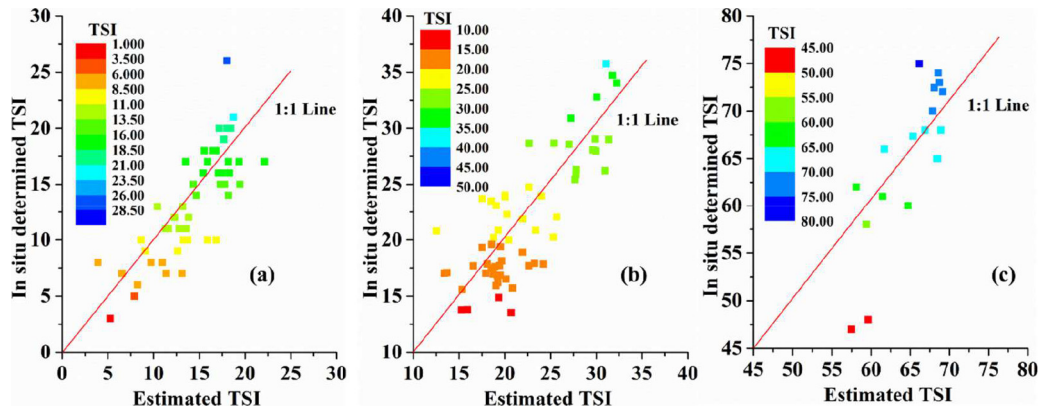 In situ determined TSI
30
25
20
15
10
5
0
TSI
1.000
3.500
6.000
8.500
11.00
13.50
16.00
18.50
21.00
23.50
26.00
28.50
1:1 Line
(a)
0 5 10 15 20 25 30
Estimated TSI
In situ determined TSI
40
35
30
25
20
15
10
TSI
10.00
15.00
20.00
25.00
30.00
35.00
40.00
45.00
50.00
1:1 Line
(b)
10 15 20 25 30 35 40
Estimated TSI
In situ determined TSI
80
75
70
65
60
55
50
45
TSI
45.00
50.00
55.00
60.00
65.00
70.00
75.00
80.00
1:1 Line
(c)
45 50 55 60 65 70 75 80
Estimated TSI